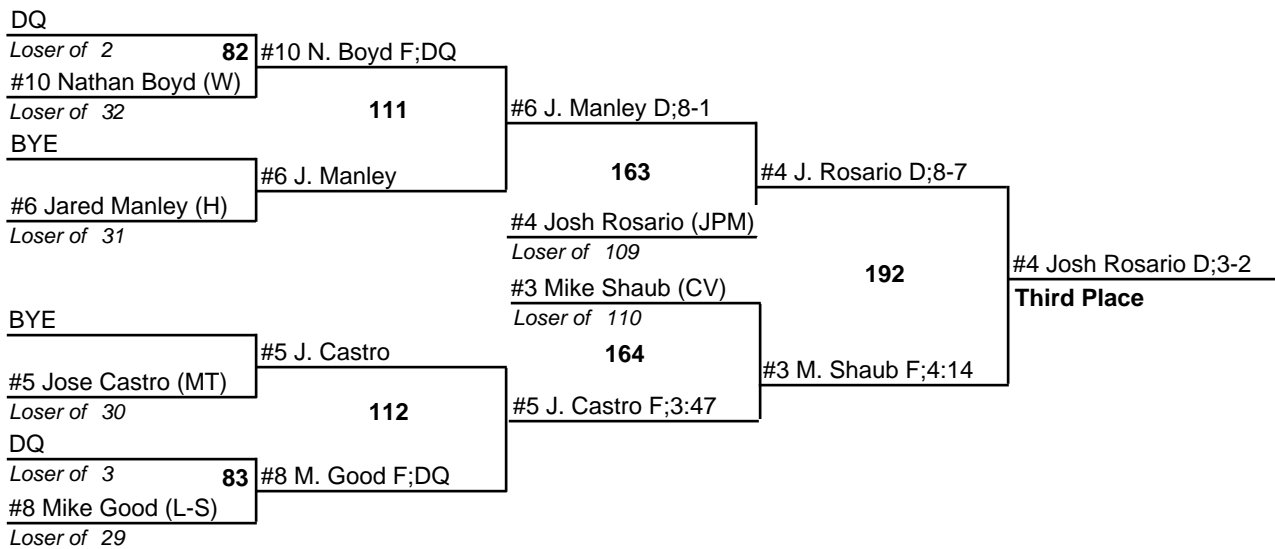 DQ
Loser of 2
82
#10 N. Boyd F;DQ
#10 Nathan Boyd (W)
Loser of 32
111
#6 J. Manley D;8-1
BYE
#6 J. Manley
163
#4 J. Rosario D;8-7
#6 Jared Manley (H)
Loser of 31
#4 Josh Rosario (JPM)
Loser of 109
192
#4 Josh Rosario D;3-2
Third Place
#3 Mike Shaub (CV)
Loser of 110
BYE
#5 J. Castro
164
#3 M. Shaub F;4:14
#5 Jose Castro (MT)
Loser of 30
112
#5 J. Castro F;3:47
DQ
Loser of 3
83
#8 M. Good F;DQ
#8 Mike Good (L-S)
Loser of 29